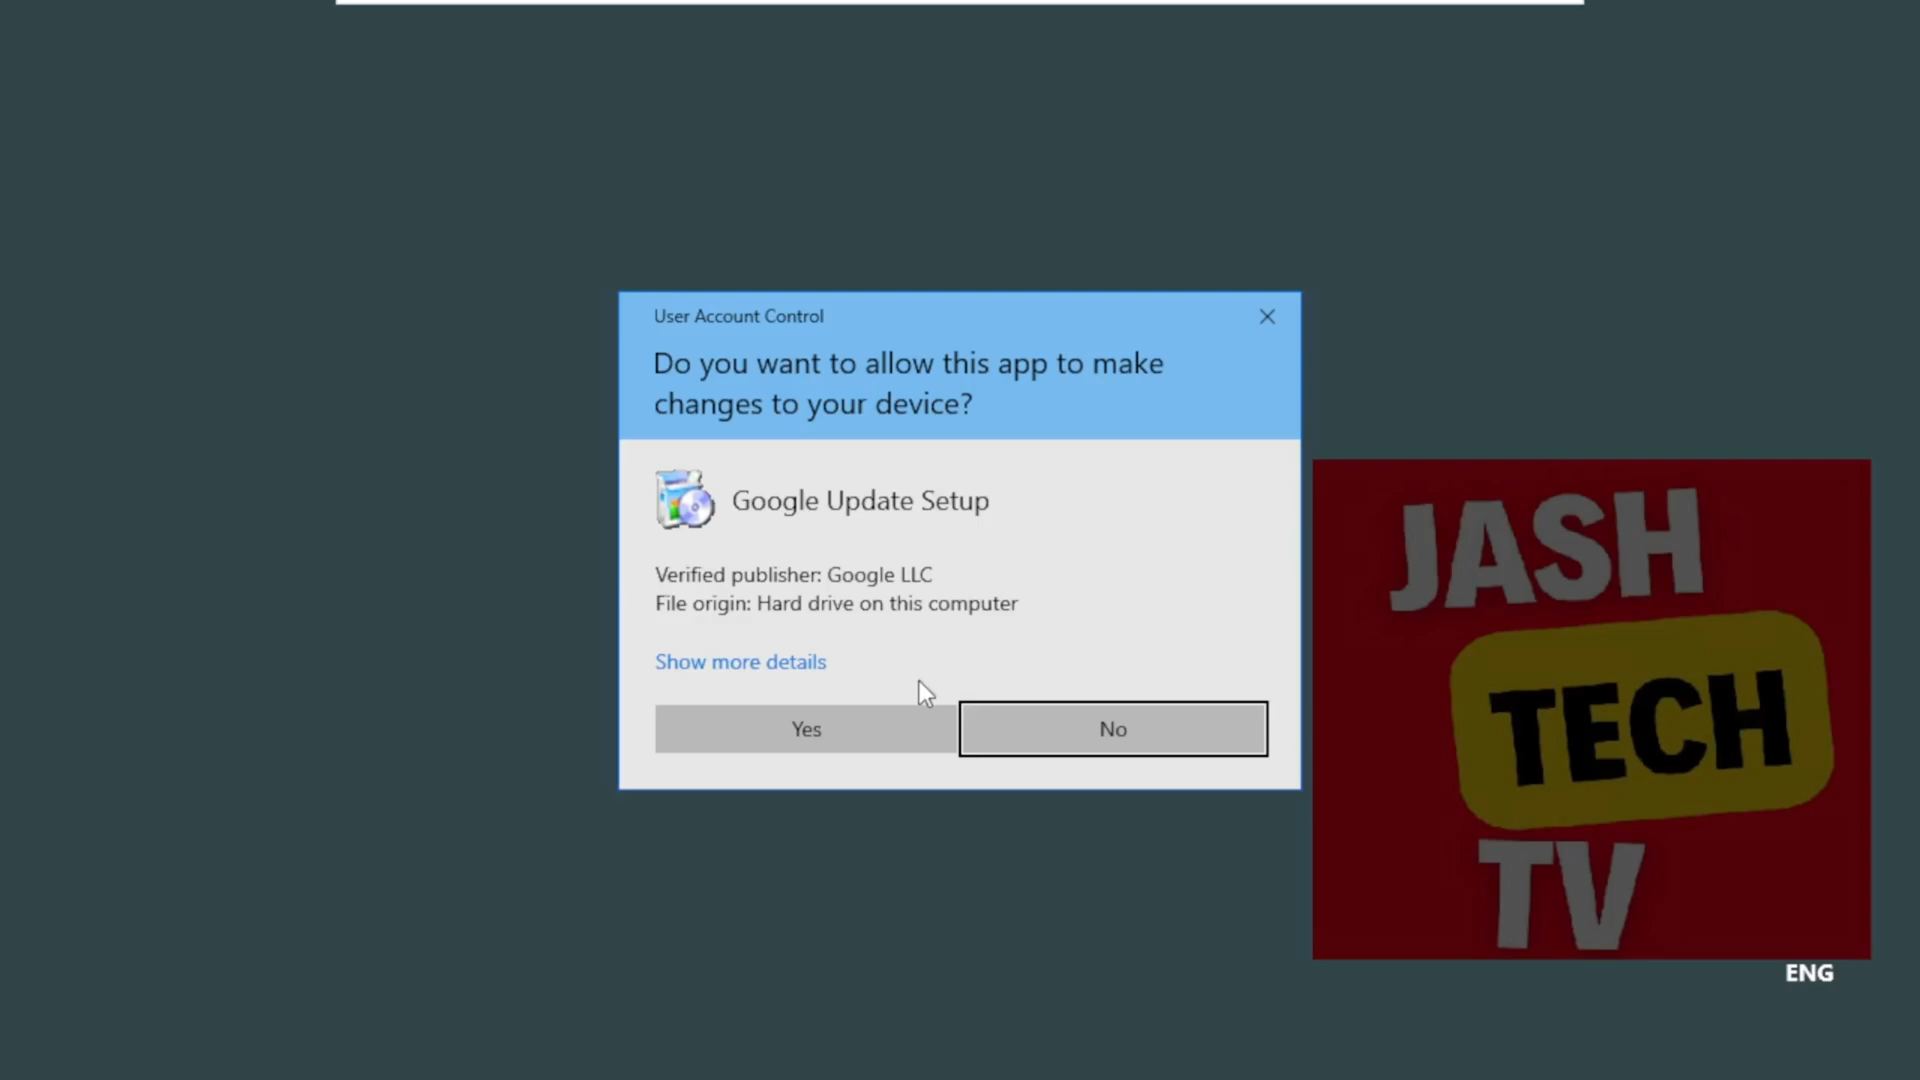 User Account Control
Do you want to allow this app to make
changes to your device?
Google Update Setup
Verified publisher: Google LLC
File origin: Hard drive on this computer
Show more details
Yes
No
JASH
TECH
TV
ENG